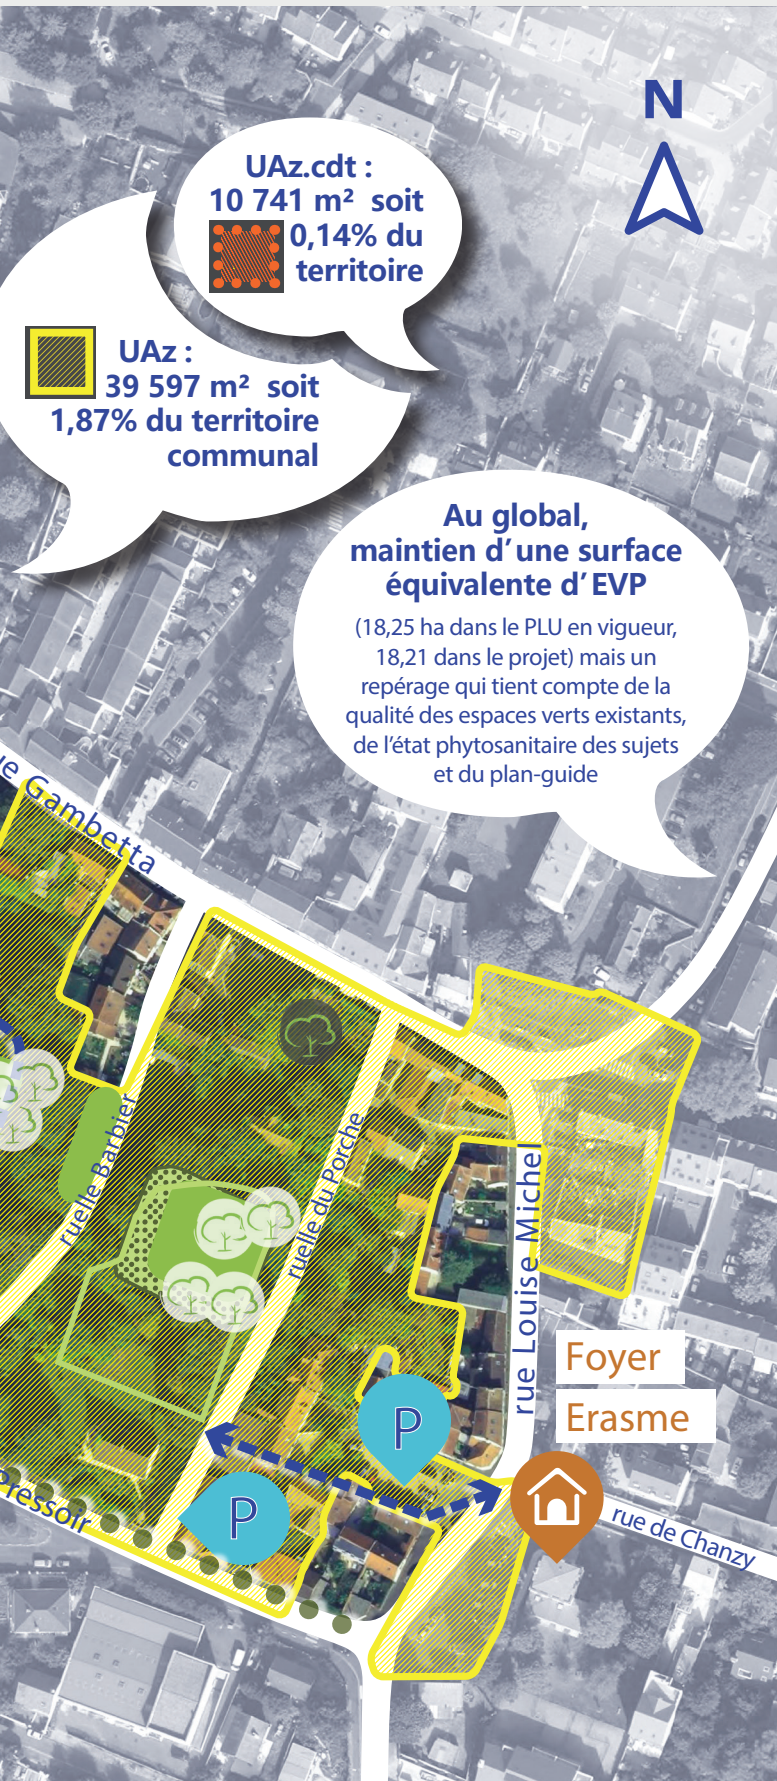 N
UAz.cdt :
10 741 m² soit
0,14% du
territoire
UAz :
39 597 m² soit
1,87% du territoire
communal
Au global,
maintien d'une surface
équivalente d'EVP
(18,25 ha dans le PLU en vigueur,
18,21 dans le projet) mais un
repérage qui tient compte de la
qualité des espaces verts existants,
de l'état phytosanitaire des sujets
et du plan-guide
ue Gambetta
ruelle Barbier
ruelle du Porche
rue Louise Michel
Foyer
Erasme
P
P
Pressoir
rue de Chanzy